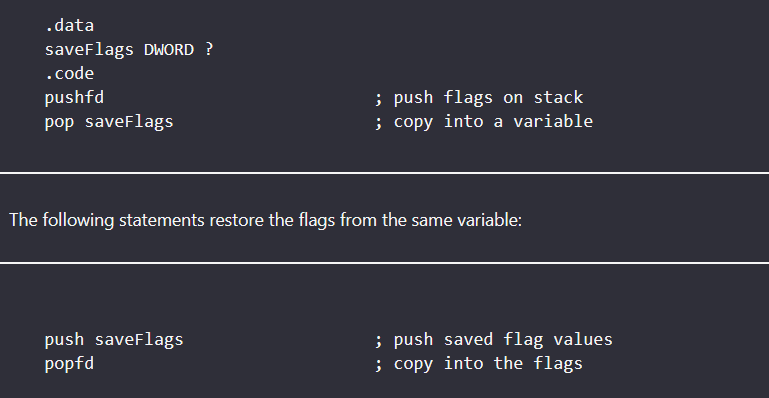 .data
saveFlags DWORD ?
.code
pushfd ; push flags on stack
pop saveFlags ; copy into a variable
The following statements restore the flags from the same variable:
push saveFlags ; push saved flag values
popfd ; copy into the flags